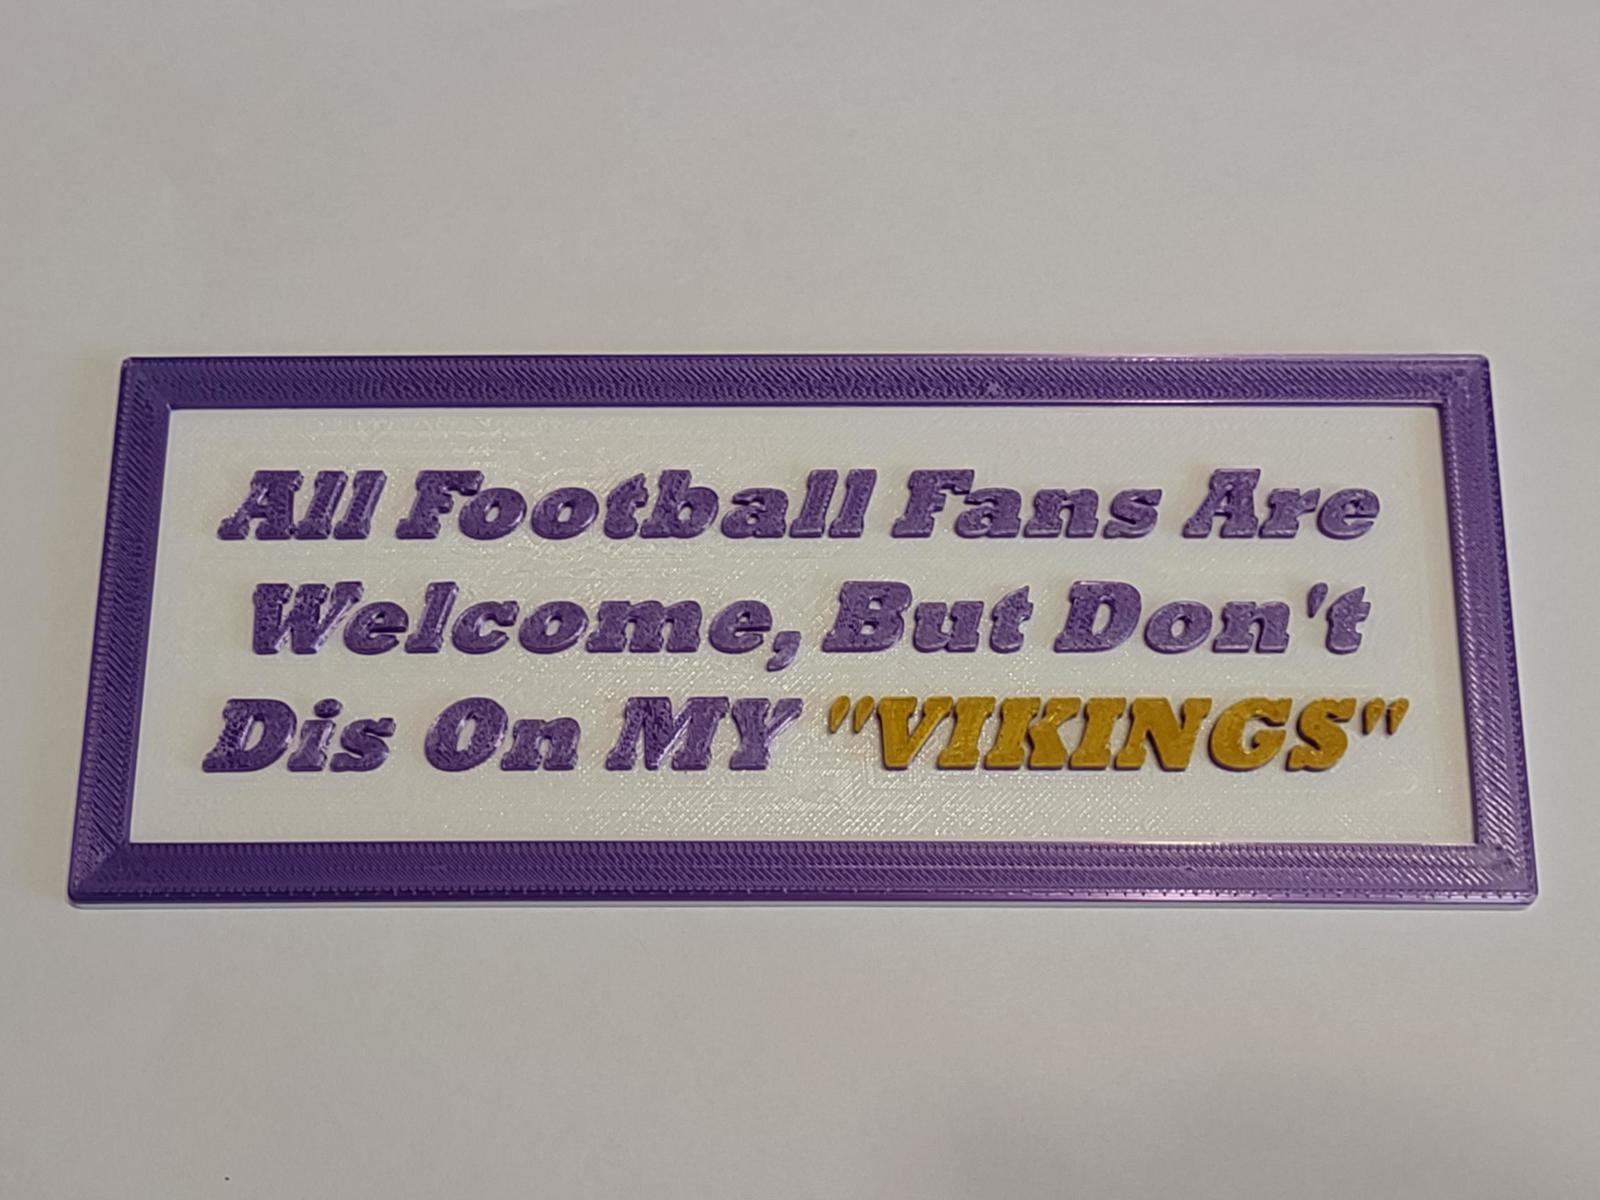 All Football Fans Are
Welcome, But Don't
Dis On MY "VIKINGS"